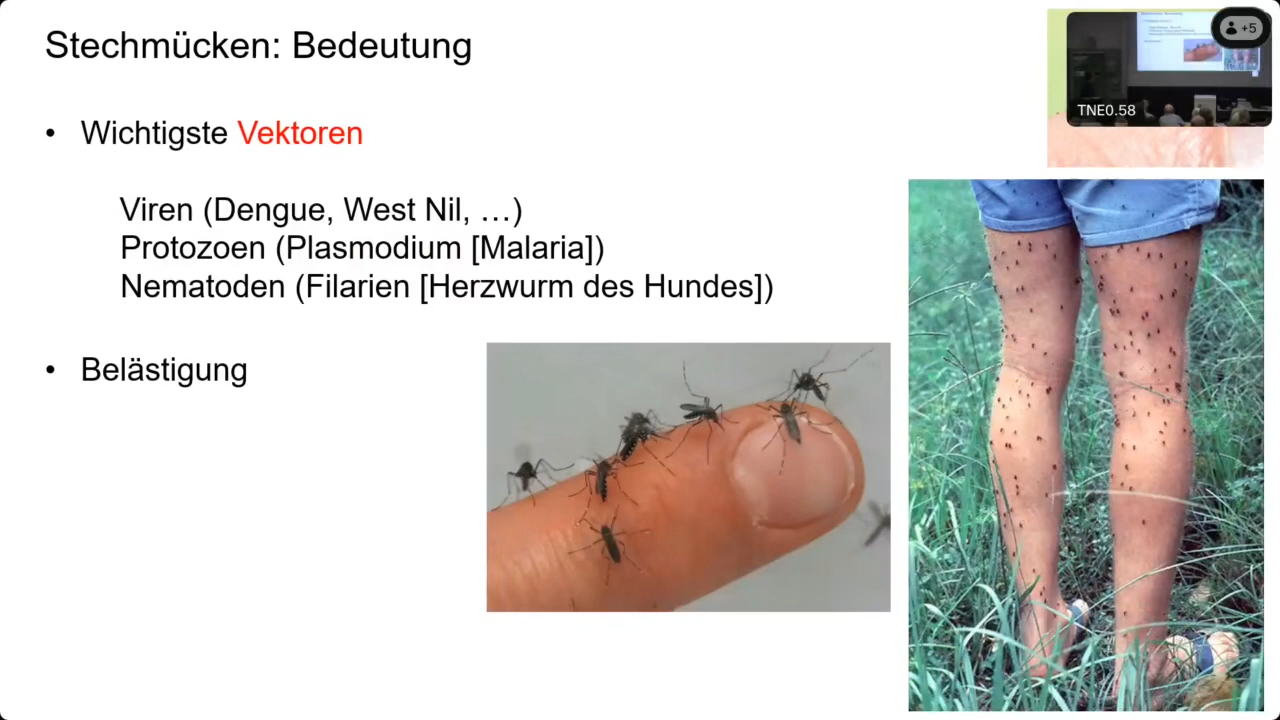 Stechmücken: Bedeutung
• Wichtigste Vektoren
Viren (Dengue, West Nil, …)
Protozoen (Plasmodium [Malaria])
Nematoden (Filarien [Herzwurm des Hundes])
• Belästigung
+5
TNE0.58